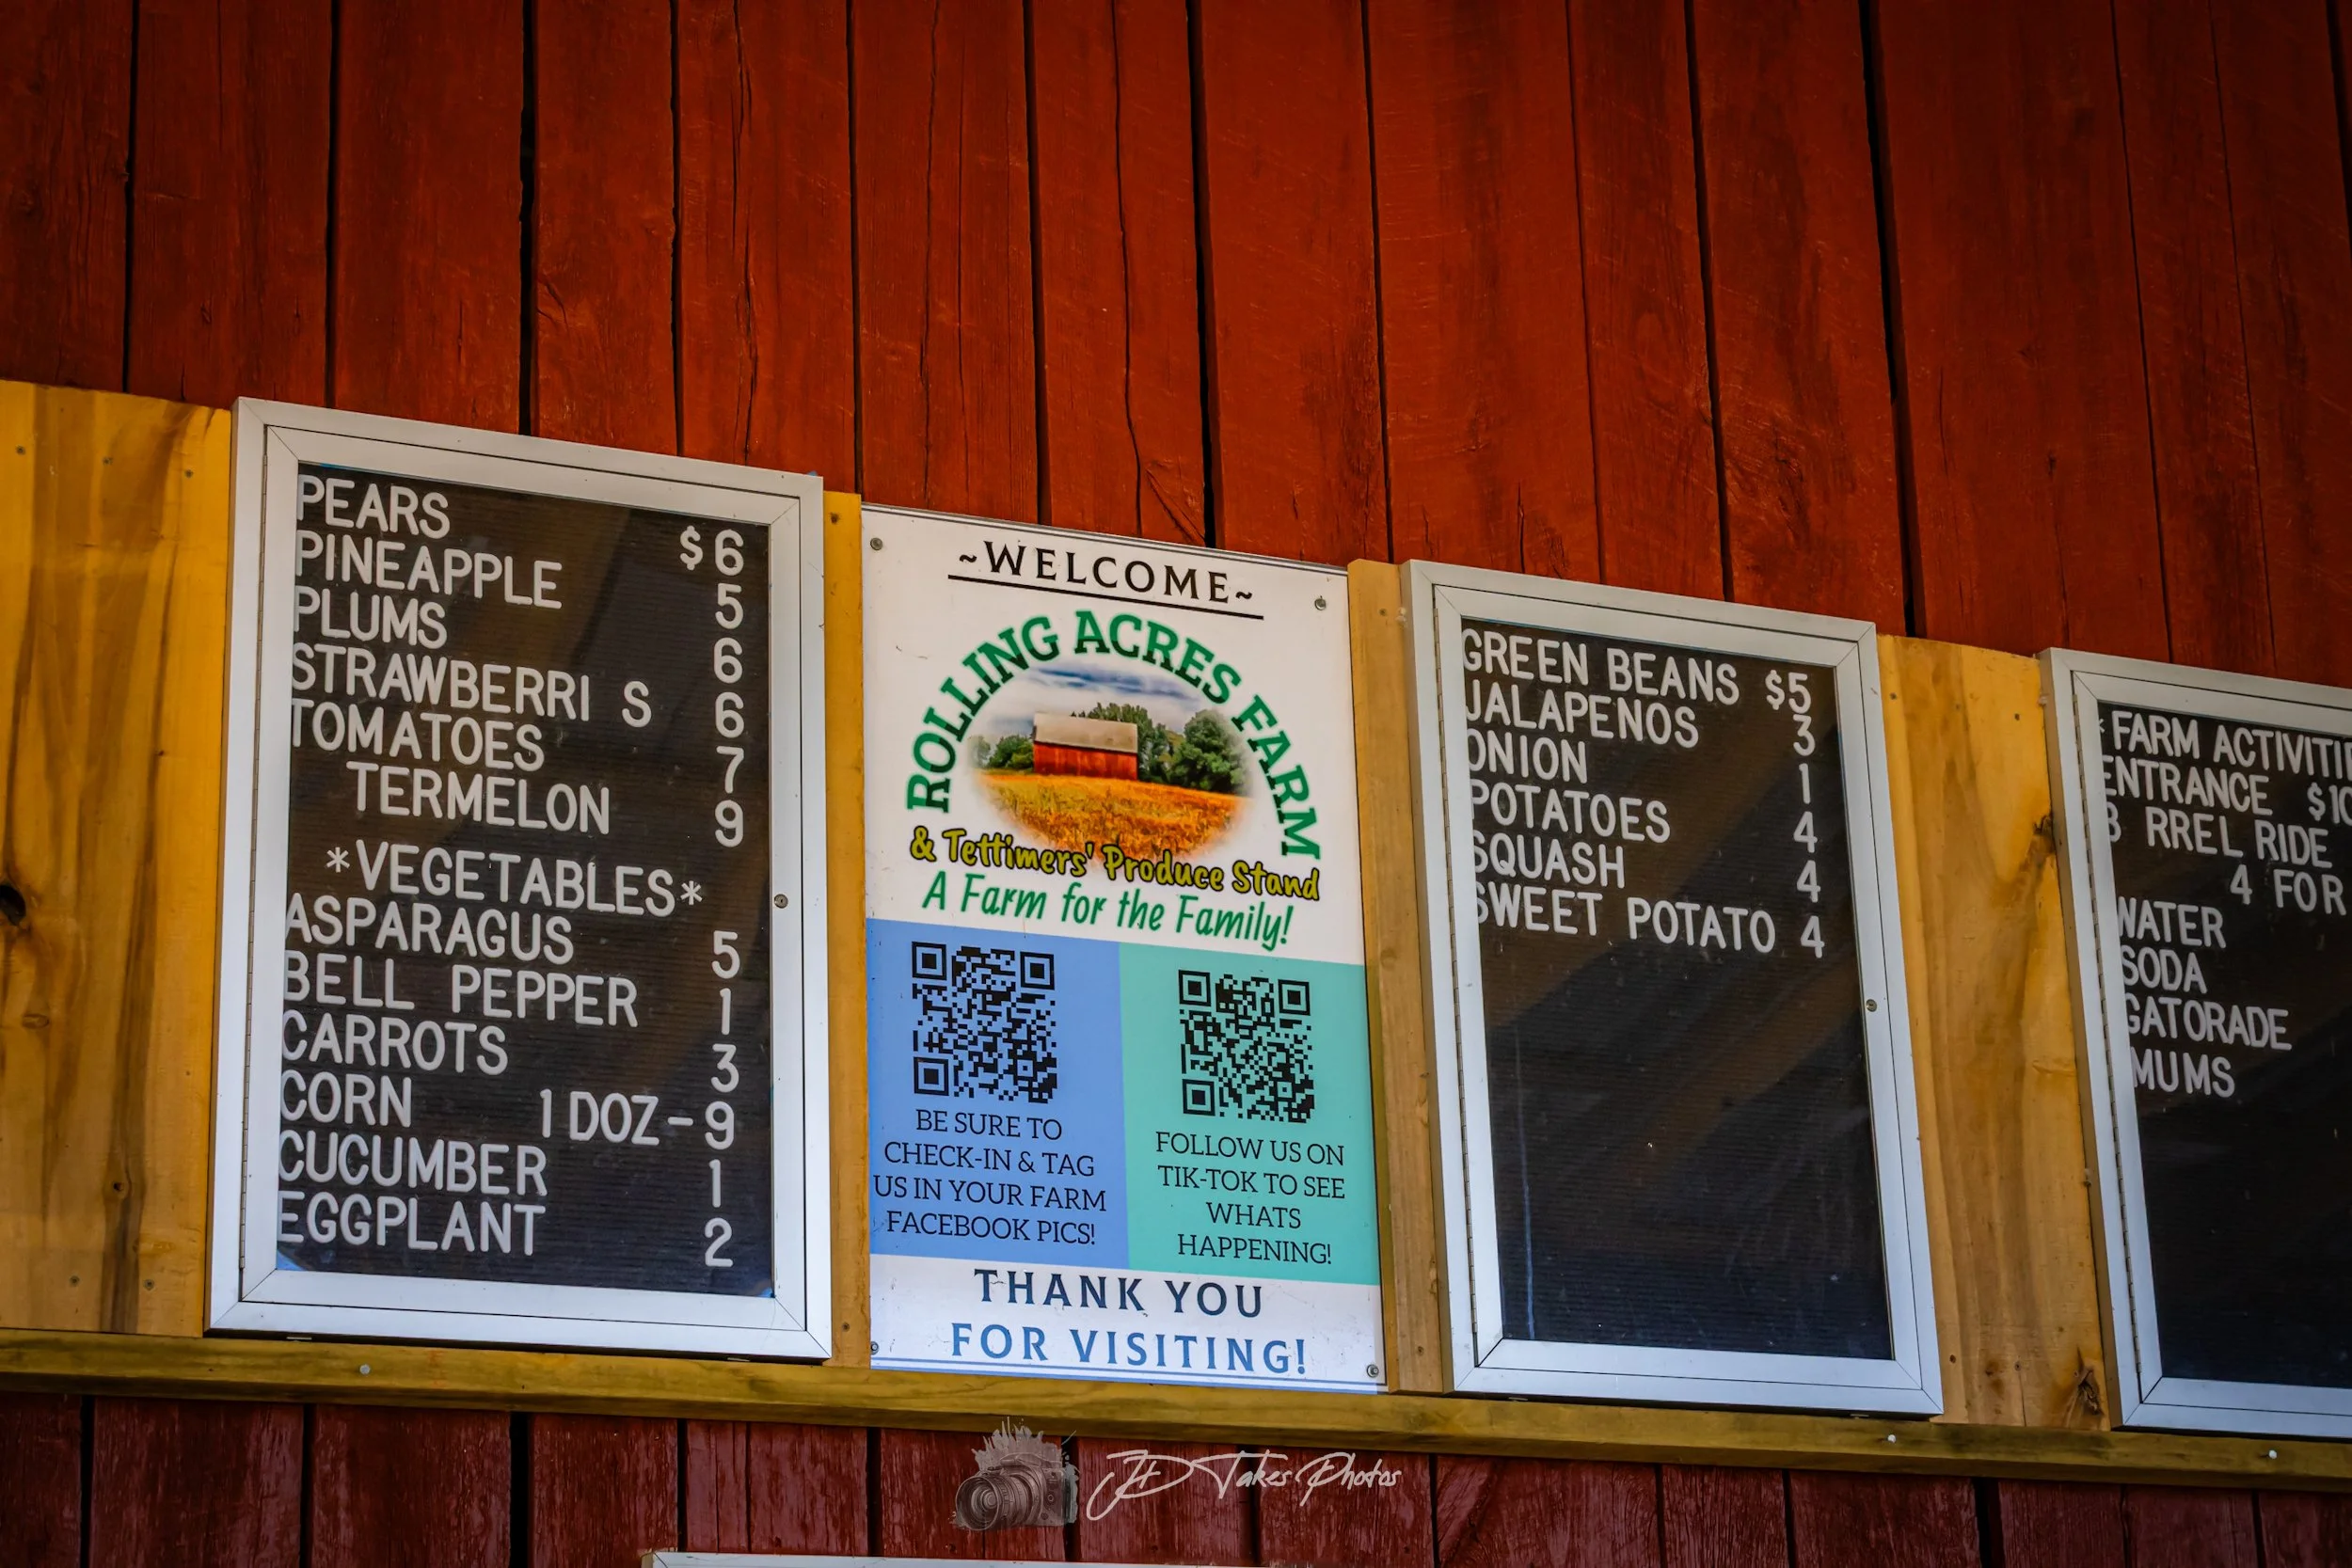 PEARS $6
PINEAPPLE 5
PLUMS 6
STRAWBERRI S 6
TOMATOES 7
TERMELON 9
*VEGETABLES*
ASPARAGUS 5
BELL PEPPER 1
CARROTS 3
CORN 1DOZ-9
CUCUMBER 1
EGGPLANT 2
~WELCOME~
ROLLING ACRES FARM
& Tettimers' Produce Stand
A Farm for the Family!
BE SURE TO
CHECK-IN & TAG
US IN YOUR FARM
FACEBOOK PICS!
FOLLOW US ON
TIK-TOK TO SEE
WHATS
HAPPENING!
THANK YOU
FOR VISITING!
GREEN BEANS $5
JALAPENOS 3
ONION 1
POTATOES 4
SQUASH 4
SWEET POTATO 4
*FARM ACTIVITI
ENTRANCE $10
B RREL RIDE
4 FOR
WATER
SODA
GATORADE
MUMS
JD Takes Photos